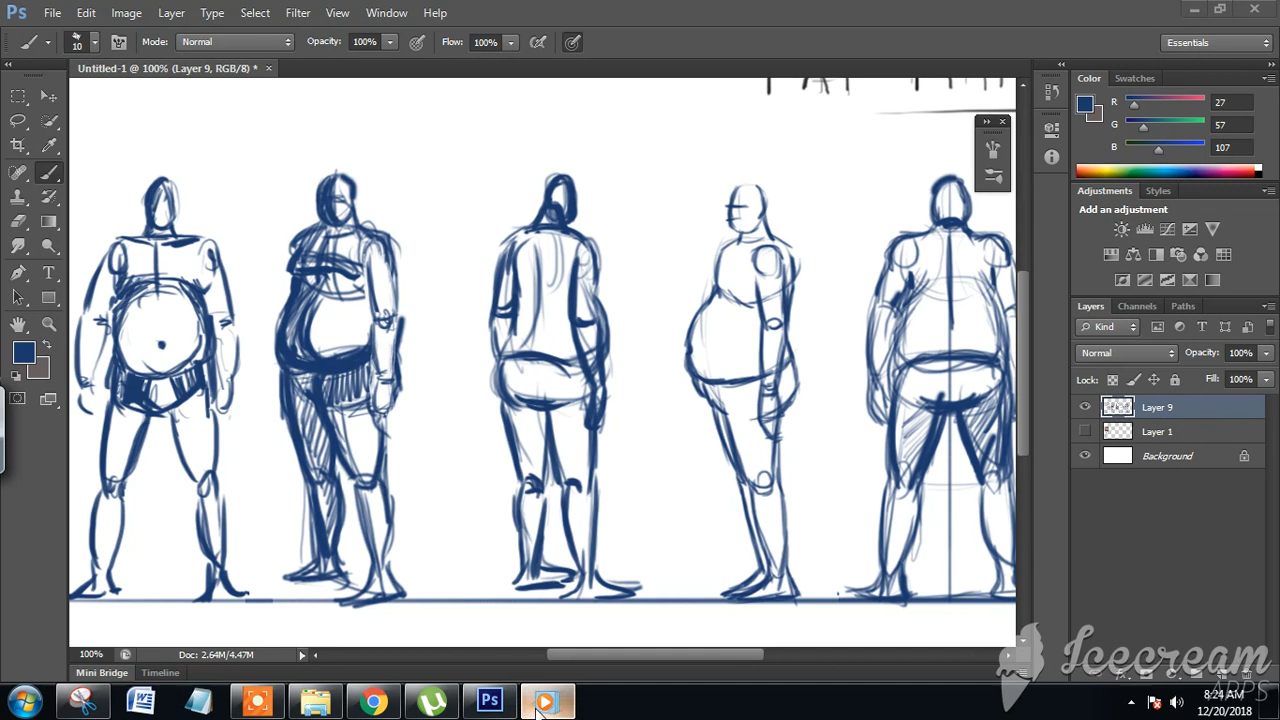 Ps File Edit Image Layer Type Select Filter View Window Help
10 Mode: Normal Opacity: 100% Flow: 100% Essentials
Untitled-1 @ 100% (Layer 9, RGB/8) * ×
Color Swatches
R 27
G 57
B 107
Adjustments Styles
Add an adjustment
Layers Channels Paths
Kind
Normal Opacity: 100%
Lock: Fill: 100%
Layer 9
Layer 1
Background
100% Doc: 2.64M/4.47M
Mini Bridge Timeline
Icecream
APPS
Ps
8:24 AM
12/20/2018